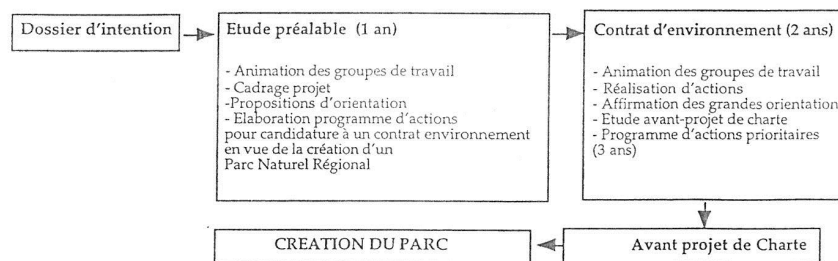 Dossier d'intention
Etude préalable (1 an)
- Animation des groupes de travail
- Cadrage projet
-Propositions d'orientation
- Elaboration programme d'actions
pour candidature à un contrat environnement
en vue de la création d'un
Parc Naturel Régional
Contrat d'environnement (2 ans)
- Animation des groupes de travail
- Réalisation d'actions
- Affirmation des grandes orientation
- Etude avant-projet de charte
- Programme d'actions prioritaires
(3 ans)
Avant projet de Charte
CREATION DU PARC